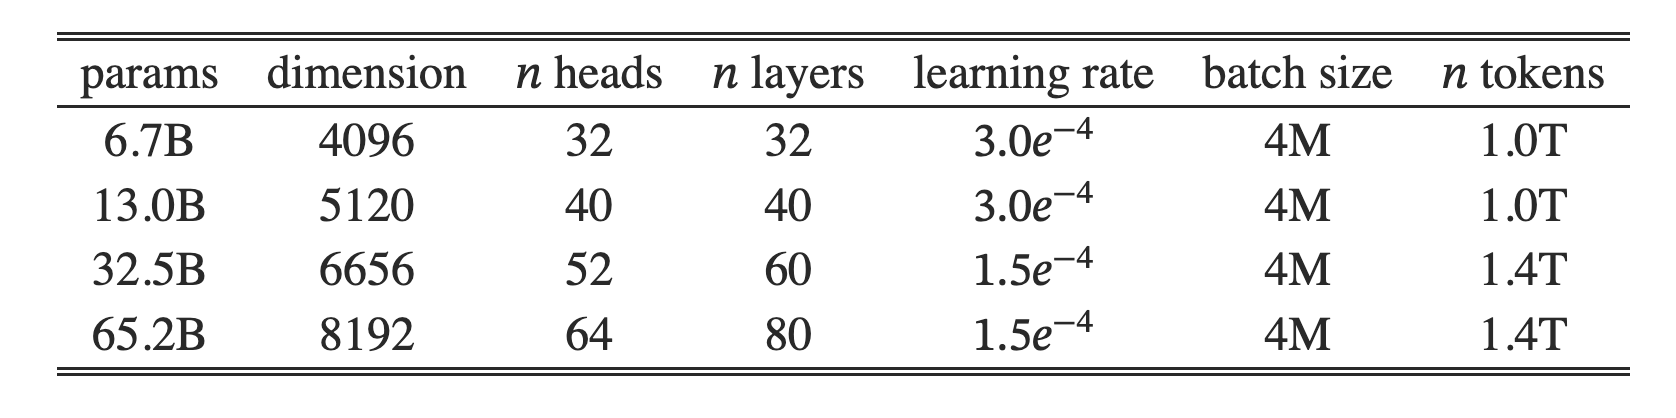 params dimension n heads n layers learning rate batch size n tokens
6.7B 4096 32 32 3.0e⁻⁴ 4M 1.0T
13.0B 5120 40 40 3.0e⁻⁴ 4M 1.0T
32.5B 6656 52 60 1.5e⁻⁴ 4M 1.4T
65.2B 8192 64 80 1.5e⁻⁴ 4M 1.4T